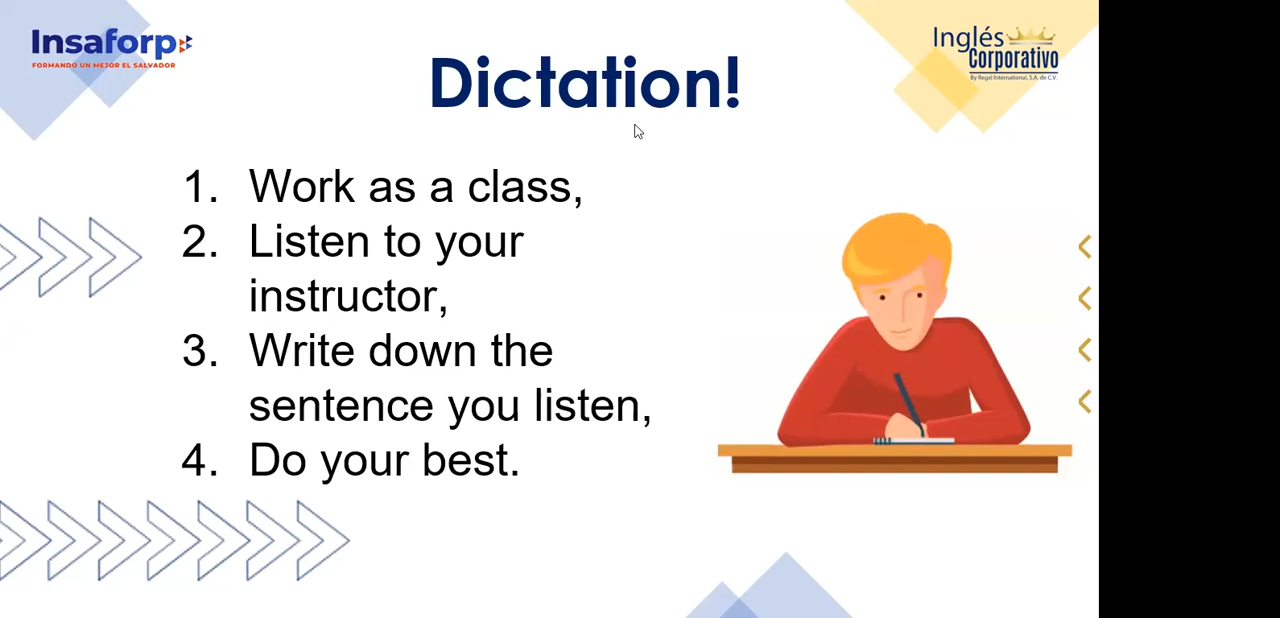 Insaforp
FORMANDO UN MEJOR EL SALVADOR
Inglés
Corporativo
By Regal International, S.A. de C.V.
Dictation!
1. Work as a class,
2. Listen to your
instructor,
3. Write down the
sentence you listen,
4. Do your best.